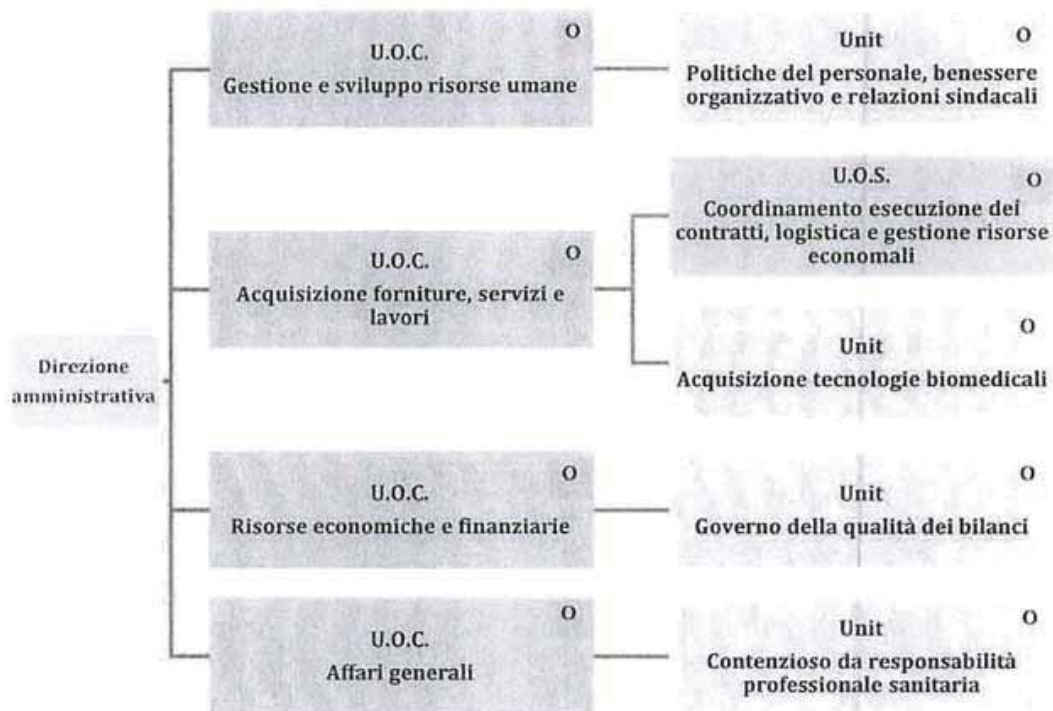 O
U.O.C.
Gestione e sviluppo risorse umane
O
Unit
Politiche del personale, benessere
organizzativo e relazioni sindacali
O
U.O.S.
Coordinamento esecuzione dei
contratti, logistica e gestione risorse
economali
O
U.O.C.
Acquisizione forniture, servizi e
lavori
O
Unit
Acquisizione tecnologie biomedicali
Direzione
amministrativa
O
U.O.C.
Risorse economiche e finanziarie
O
Unit
Governo della qualità dei bilanci
O
U.O.C.
Affari generali
O
Unit
Contenzioso da responsabilità
professionale sanitaria